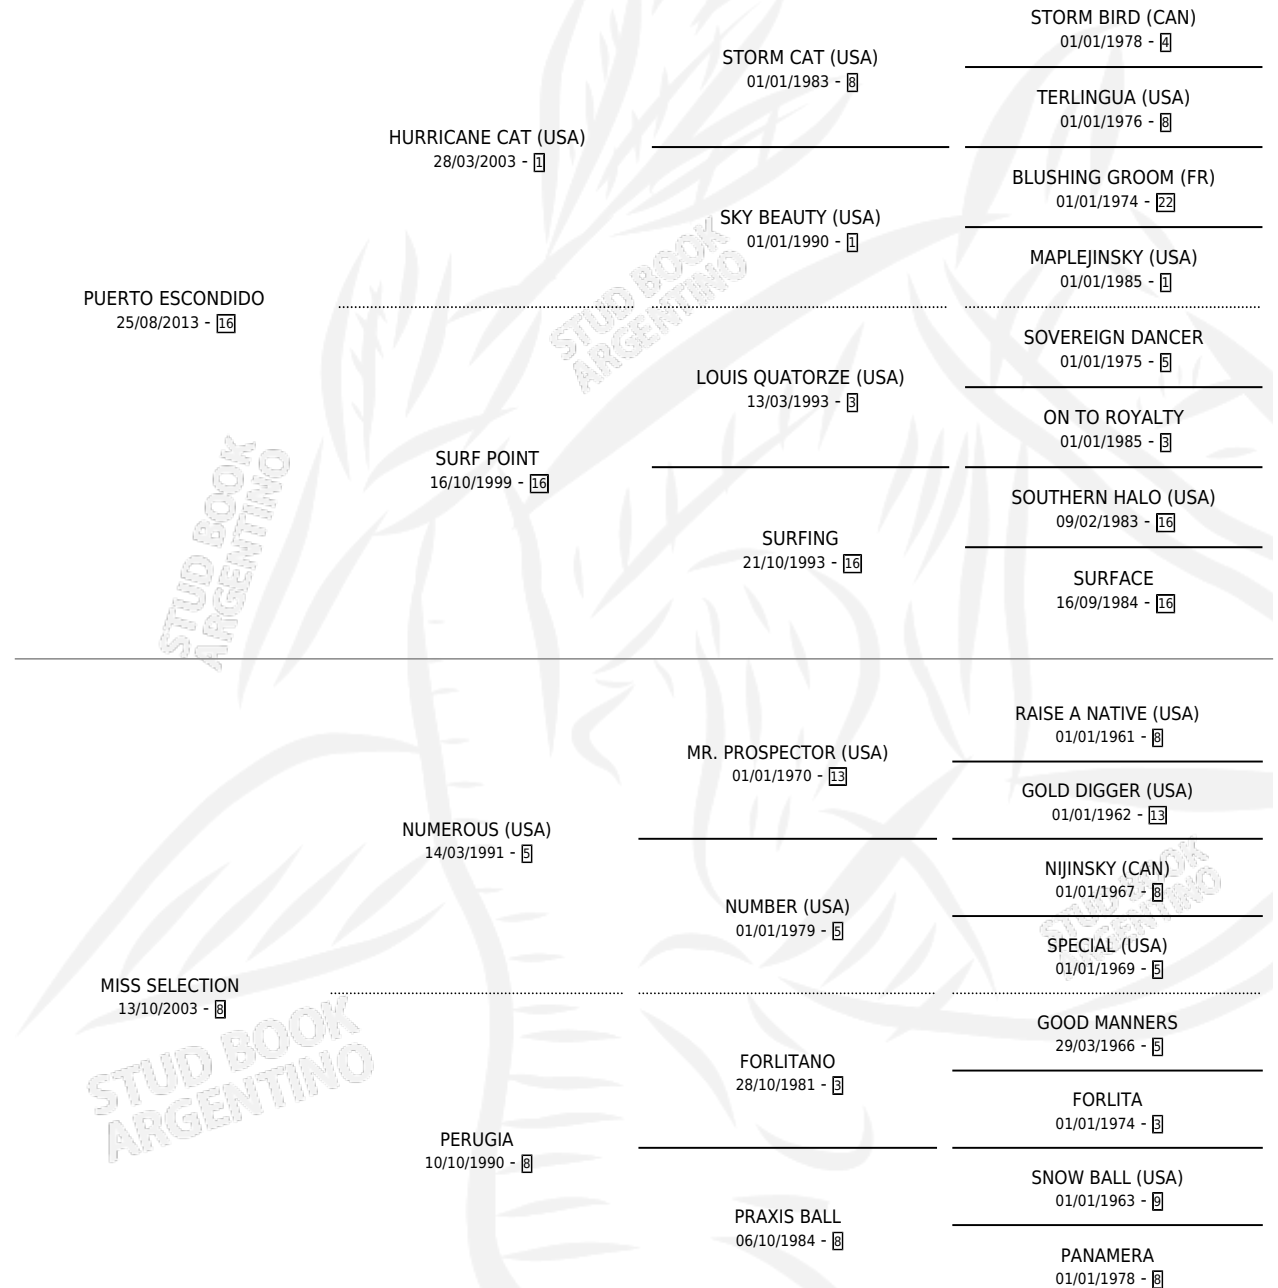 STORM BIRD (CAN)
01/01/1978 - 4
STORM CAT (USA)
01/01/1983 - 8
TERLINGUA (USA)
01/01/1976 - 8
HURRICANE CAT (USA)
28/03/2003 - 1
BLUSHING GROOM (FR)
01/01/1974 - 22
SKY BEAUTY (USA)
01/01/1990 - 1
MAPLEJINSKY (USA)
01/01/1985 - 1
PUERTO ESCONDIDO
25/08/2013 - 16
STUD BOOK
ARGENTINO
SOVEREIGN DANCER
01/01/1975 - 5
LOUIS QUATORZE (USA)
13/03/1993 - 3
ON TO ROYALTY
01/01/1985 - 3
SURF POINT
16/10/1999 - 16
SOUTHERN HALO (USA)
09/02/1983 - 16
SURFING
21/10/1993 - 16
SURFACE
16/09/1984 - 16
STUD BOOK
ARGENTINO
RAISE A NATIVE (USA)
01/01/1961 - 8
MR. PROSPECTOR (USA)
01/01/1970 - 13
GOLD DIGGER (USA)
01/01/1962 - 13
NUMEROUS (USA)
14/03/1991 - 5
NIJINSKY (CAN)
01/01/1967 - 8
NUMBER (USA)
01/01/1979 - 5
STUD BOOK
ARGENTINO
SPECIAL (USA)
01/01/1969 - 5
MISS SELECTION
13/10/2003 - 8
STUD BOOK
ARGENTINO
GOOD MANNERS
29/03/1966 - 5
FORLITANO
28/10/1981 - 3
FORLITA
01/01/1974 - 3
PERUGIA
10/10/1990 - 8
SNOW BALL (USA)
01/01/1963 - 9
PRAXIS BALL
06/10/1984 - 8
PANAMERA
01/01/1978 - 8